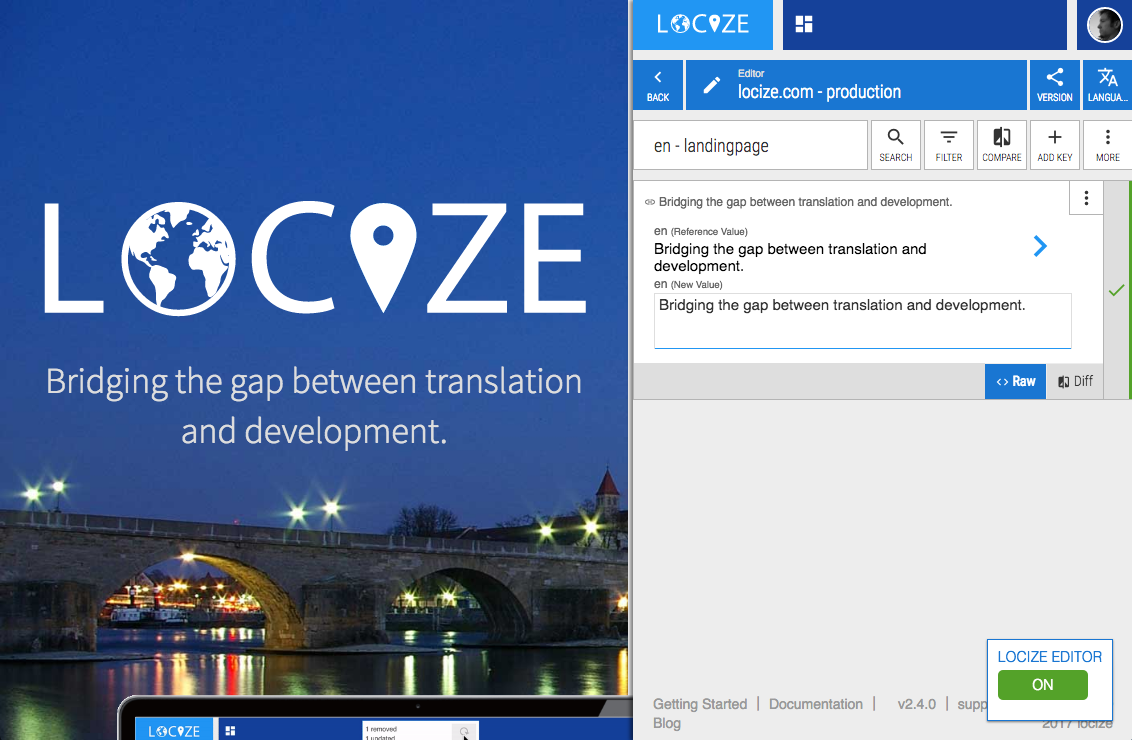 LOCIZE
Bridging the gap between translation
and development.
LOCIZE
1 removed
1 updated
LOCIZE
BACK
Editor
locize.com - production
VERSION
LANGUA...
en - landingpage
SEARCH
FILTER
COMPARE
ADD KEY
MORE
Bridging the gap between translation and development.
en (Reference Value)
Bridging the gap between translation and
development.
en (New Value)
Bridging the gap between translation and development.
Raw
Diff
LOCIZE EDITOR
ON
Getting Started | Documentation | v2.4.0 | supp
Blog
2017 locize